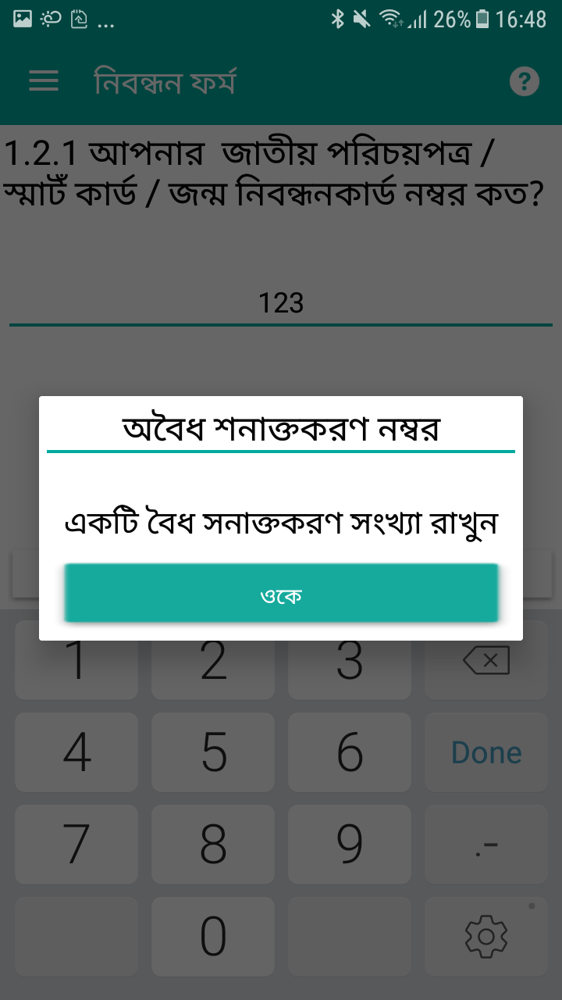 ... 26% 16:48
নিবন্ধন ফর্ম ?
1.2.1 আপনার জাতীয় পরিচয়পত্র /
স্মার্ট কার্ড / জন্ম নিবন্ধনকার্ড নম্বর কত?
123
অবৈধ শনাক্তকরণ নম্বর
একটি বৈধ সনাক্তকরণ সংখ্যা রাখুন
ওকে
1 2 3
4 5 6 Done
7 8 9 .-
0